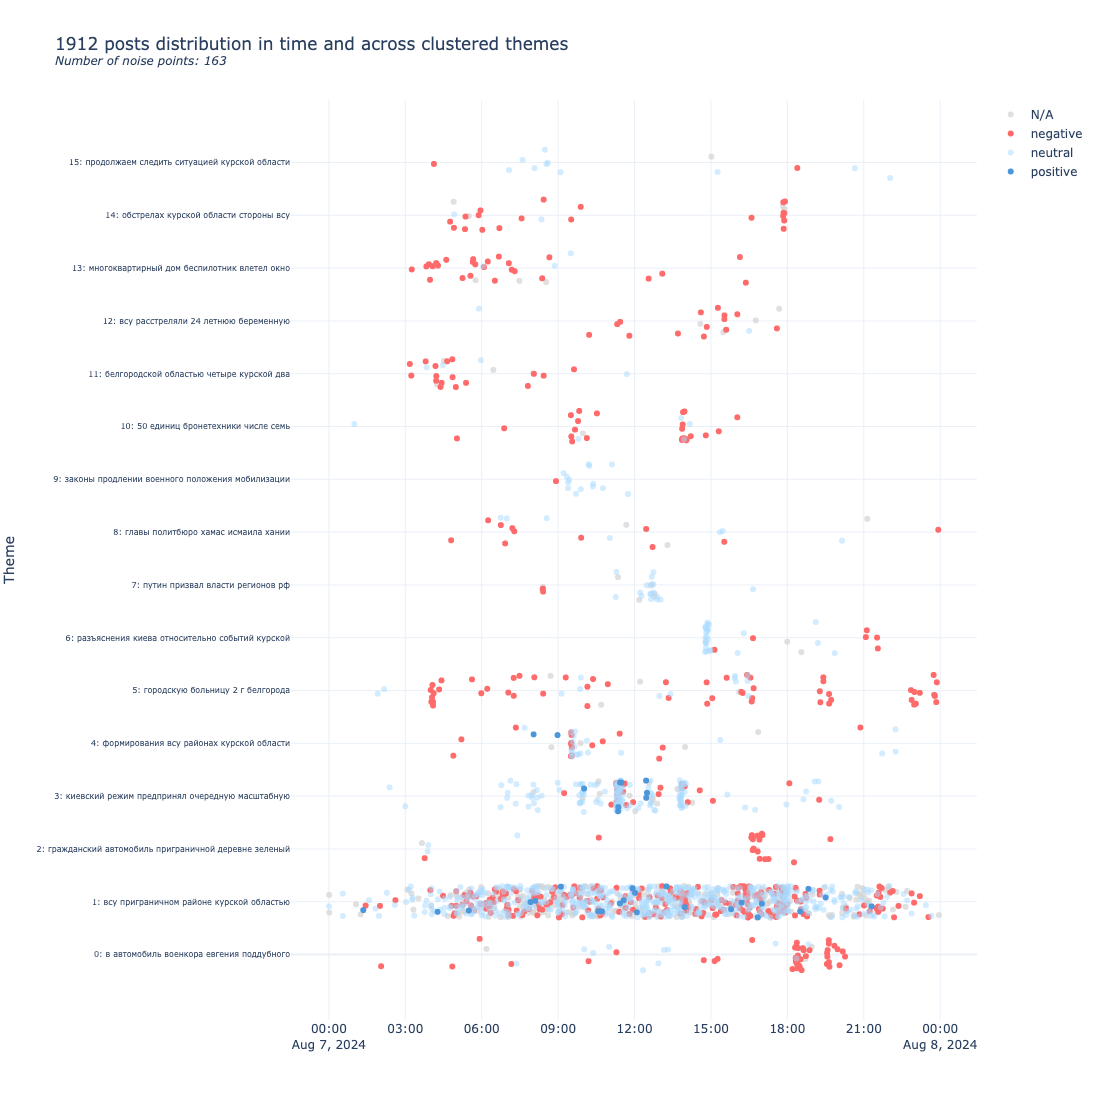 1912 posts distribution in time and across clustered themes
Number of noise points: 163
N/A
negative
neutral
positive
Theme
15: продолжаем следить ситуацией курской области
14: обстрелах курской области стороны всу
13: многоквартирный дом беспилотник влетел окно
12: всу расстреляли 24 летнюю беременную
11: белгородской областью четыре курской два
10: 50 единиц бронетехники числе семь
9: законы продлении военного положения мобилизации
8: главы политбюро хамас исмаила хании
7: путин призвал власти регионов рф
6: разъяснения киева относительно событий курской
5: городскую больницу 2 г белгорода
4: формирования всу районах курской области
3: киевский режим предпринял очередную масштабную
2: гражданский автомобиль приграничной деревне зеленый
1: всу приграничном районе курской областью
0: в автомобиль военкора евгения поддубного
00:00 03:00 06:00 09:00 12:00 15:00 18:00 21:00 00:00
Aug 7, 2024 Aug 8, 2024